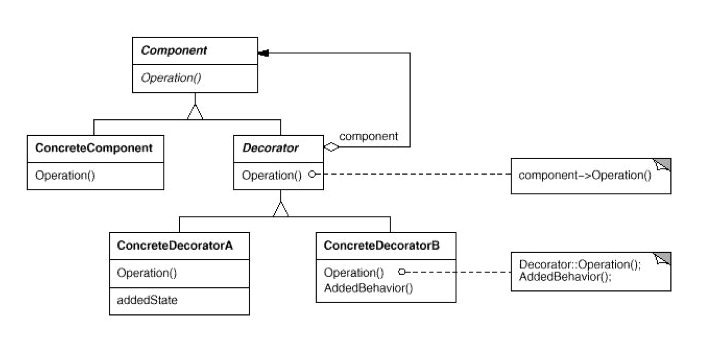 Component
Operation()
component
ConcreteComponent
Operation()
Decorator
Operation()
component->Operation()
ConcreteDecoratorA
Operation()
addedState
ConcreteDecoratorB
Operation()
AddedBehavior()
Decorator::Operation();
AddedBehavior();